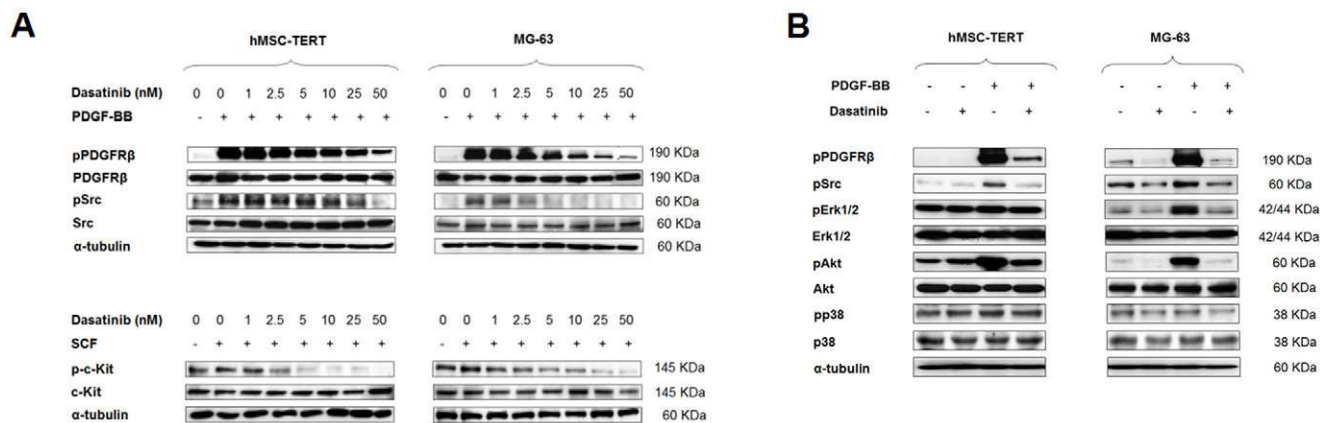 A
hMSC-TERT MG-63
Dasatinib (nM) 0 0 1 2.5 5 10 25 50 0 0 1 2.5 5 10 25 50
PDGF-BB - + + + + + + + - + + + + + + +
pPDGFRβ 190 KDa
PDGFRβ 190 KDa
pSrc 60 KDa
Src 60 KDa
α-tubulin 60 KDa
Dasatinib (nM) 0 0 1 2.5 5 10 25 50 0 0 1 2.5 5 10 25 50
SCF - + + + + + + + - + + + + + + +
p-c-Kit 145 KDa
c-Kit 145 KDa
α-tubulin 60 KDa
B
hMSC-TERT MG-63
PDGF-BB - - + + - - + +
Dasatinib - + - + - + - +
pPDGFRβ 190 KDa
pSrc 60 KDa
pErk1/2 42/44 KDa
Erk1/2 42/44 KDa
pAkt 60 KDa
Akt 60 KDa
pp38 38 KDa
p38 38 KDa
α-tubulin 60 KDa